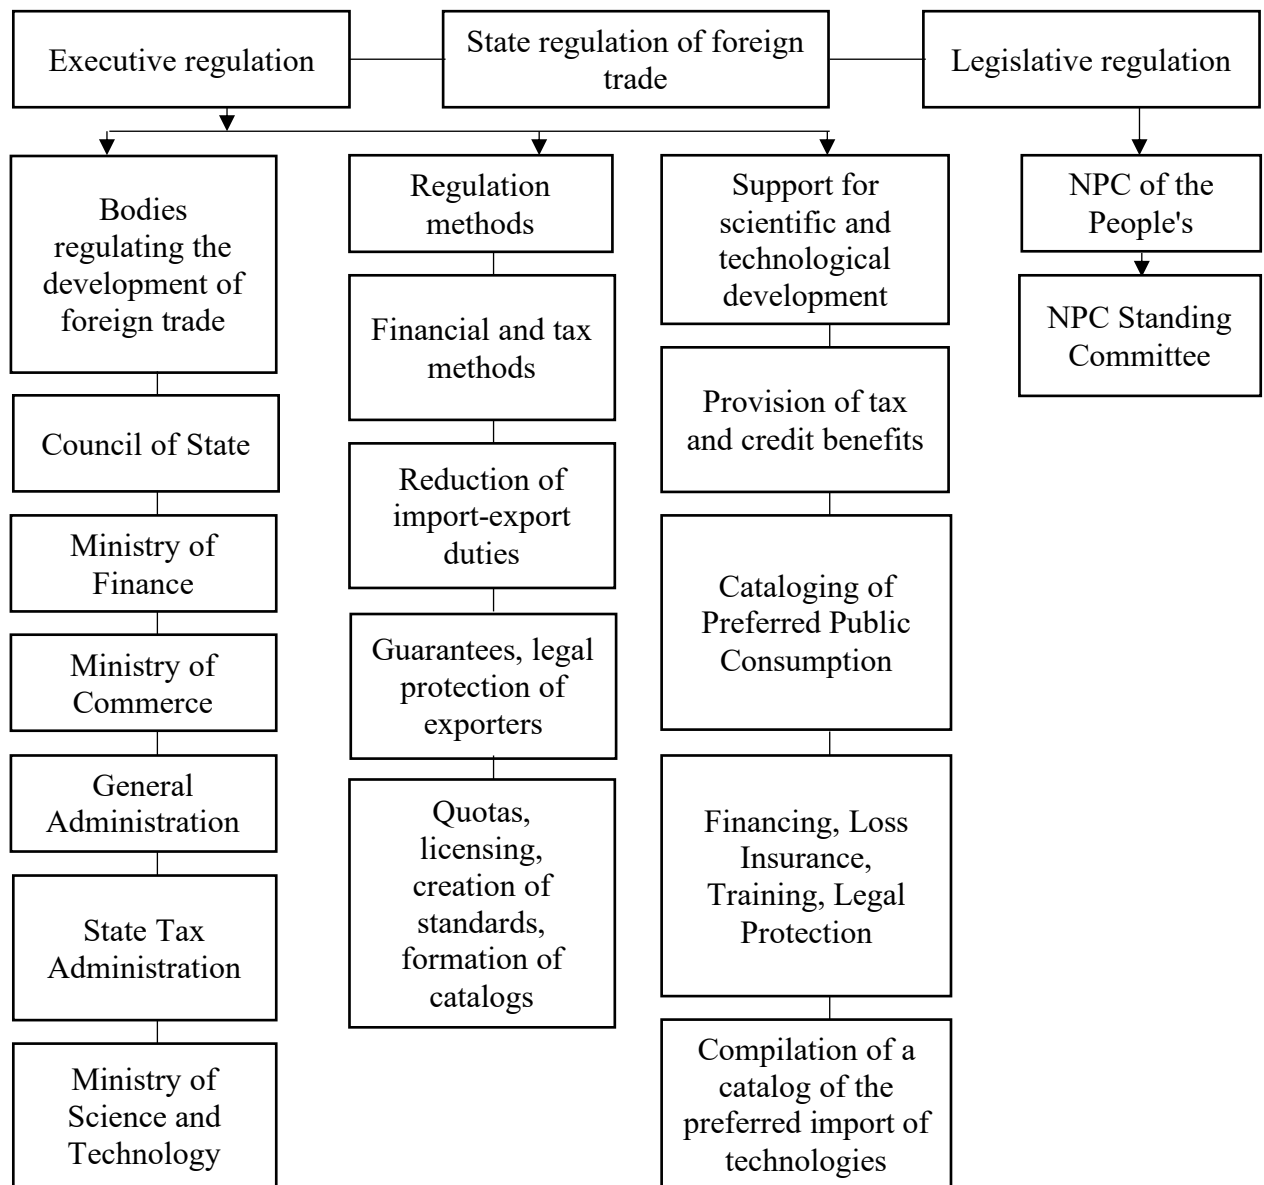 Executive regulation
State regulation of foreign
trade
Legislative regulation
Bodies
regulating the
development of
foreign trade
Council of State
Ministry of
Finance
Ministry of
Commerce
General
Administration
State Tax
Administration
Ministry of
Science and
Technology
Regulation
methods
Financial and tax
methods
Reduction of
import-export
duties
Guarantees, legal
protection of
exporters
Quotas,
licensing,
creation of
standards,
formation of
catalogs
Support for
scientific and
technological
development
Provision of tax
and credit benefits
Cataloging of
Preferred Public
Consumption
Financing, Loss
Insurance,
Training, Legal
Protection
Compilation of a
catalog of the
preferred import of
technologies
NPC of the
People's
NPC Standing
Committee